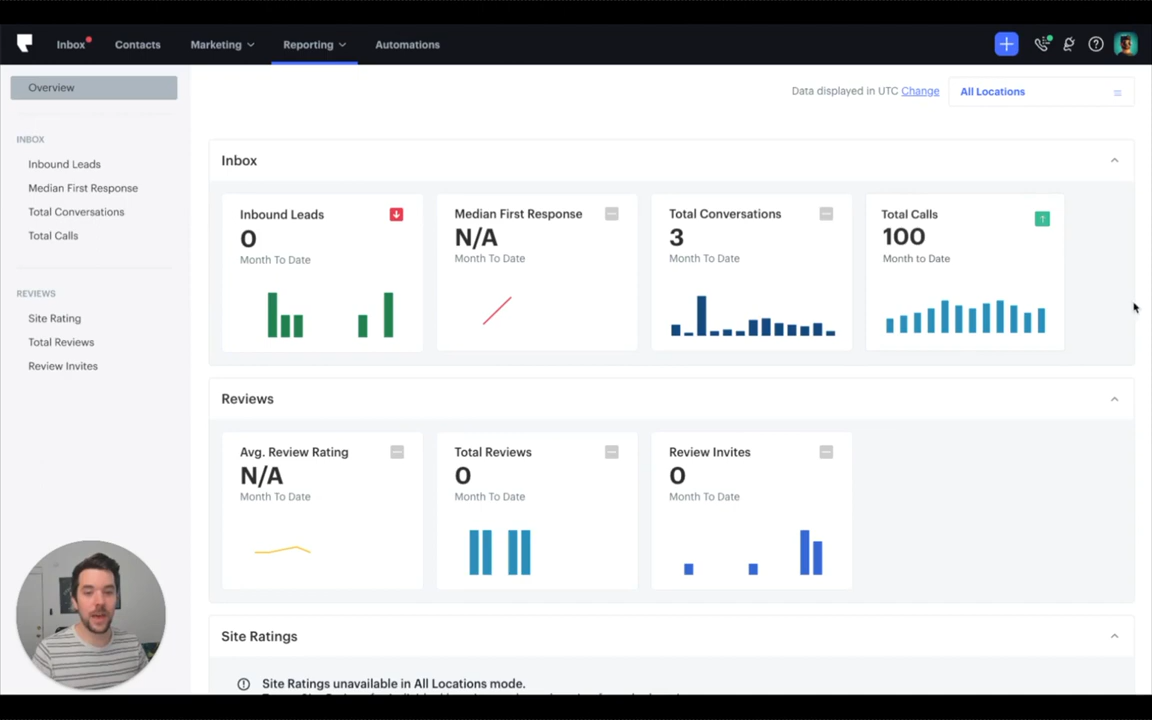 Inbox
Contacts
Marketing
Reporting
Automations
Overview
INBOX
Inbound Leads
Median First Response
Total Conversations
Total Calls
REVIEWS
Site Rating
Total Reviews
Review Invites
Data displayed in UTC Change
All Locations
Inbox
Inbound Leads
0
Month To Date
Median First Response
N/A
Month To Date
Total Conversations
3
Month To Date
Total Calls
100
Month to Date
Reviews
Avg. Review Rating
N/A
Month To Date
Total Reviews
0
Month To Date
Review Invites
0
Month To Date
Site Ratings
Site Ratings unavailable in All Locations mode.